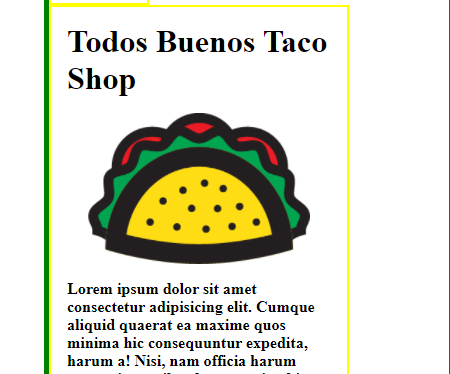 Todos Buenos Taco
Shop
Lorem ipsum dolor sit amet
consectetur adipisicing elit. Cumque
aliquid quaerat ea maxime quos
minima hic consequuntur expedita,
harum a! Nisi, nam officia harum